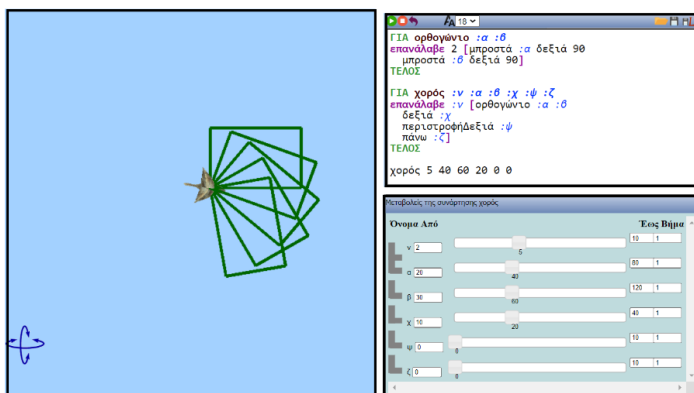 18
ΓΙΑ ορθογώνιο :α :β
επανάλαβε 2 [μπροστά :α δεξιά 90
μπροστά :β δεξιά 90]
ΤΕΛΟΣ
ΓΙΑ χορός :ν :α :β :χ :ψ :ζ
επανάλαβε :ν [ορθογώνιο :α :β
δεξιά :χ
περιστροφήΔεξιά :ψ
πάνω :ζ]
ΤΕΛΟΣ
χορός 5 40 60 20 0 0
Μεταβολείς της συνάρτησης χορός
Όνομα Από Έως Βήμα
ν 2 5 10 1
α 20 40 80 1
β 30 60 120 1
χ 10 20 40 1
ψ 0 0 10 1
ζ 0 0 10 1